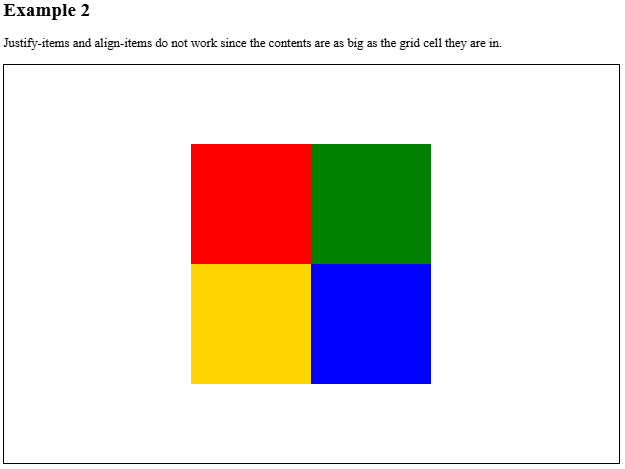 Example 2
Justify-items and align-items do not work since the contents are as big as the grid cell they are in.